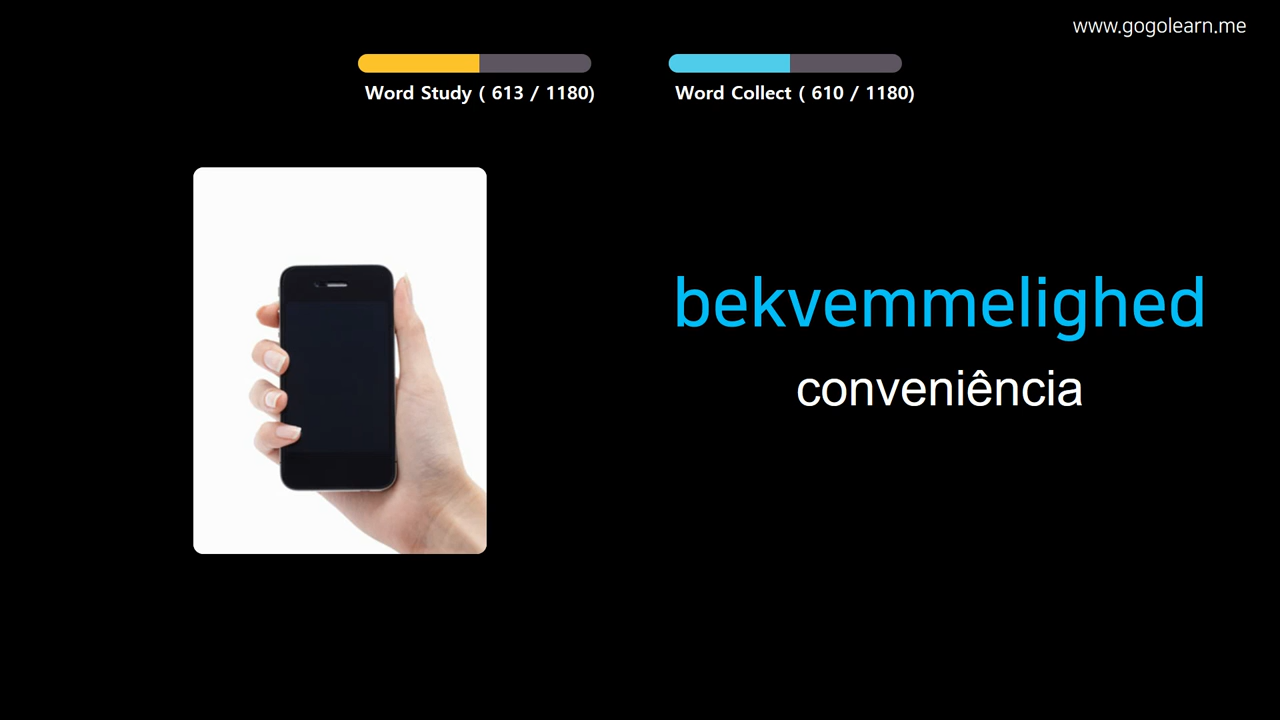 www.gogolearn.me
Word Study ( 613 / 1180)
Word Collect ( 610 / 1180)
bekvemmelighed
conveniência